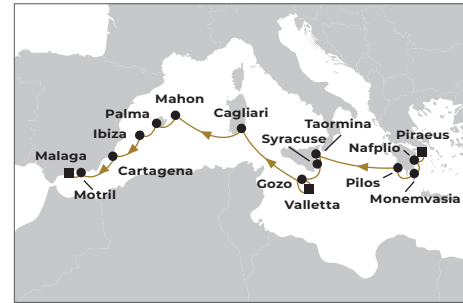 Mahon
Palma
Cagliari
Taormina
Ibiza
Syracuse
Piraeus
Nafplio
Malaga
Cartagena
Gozo
Pilos
Motril
Valletta
Monemvasia